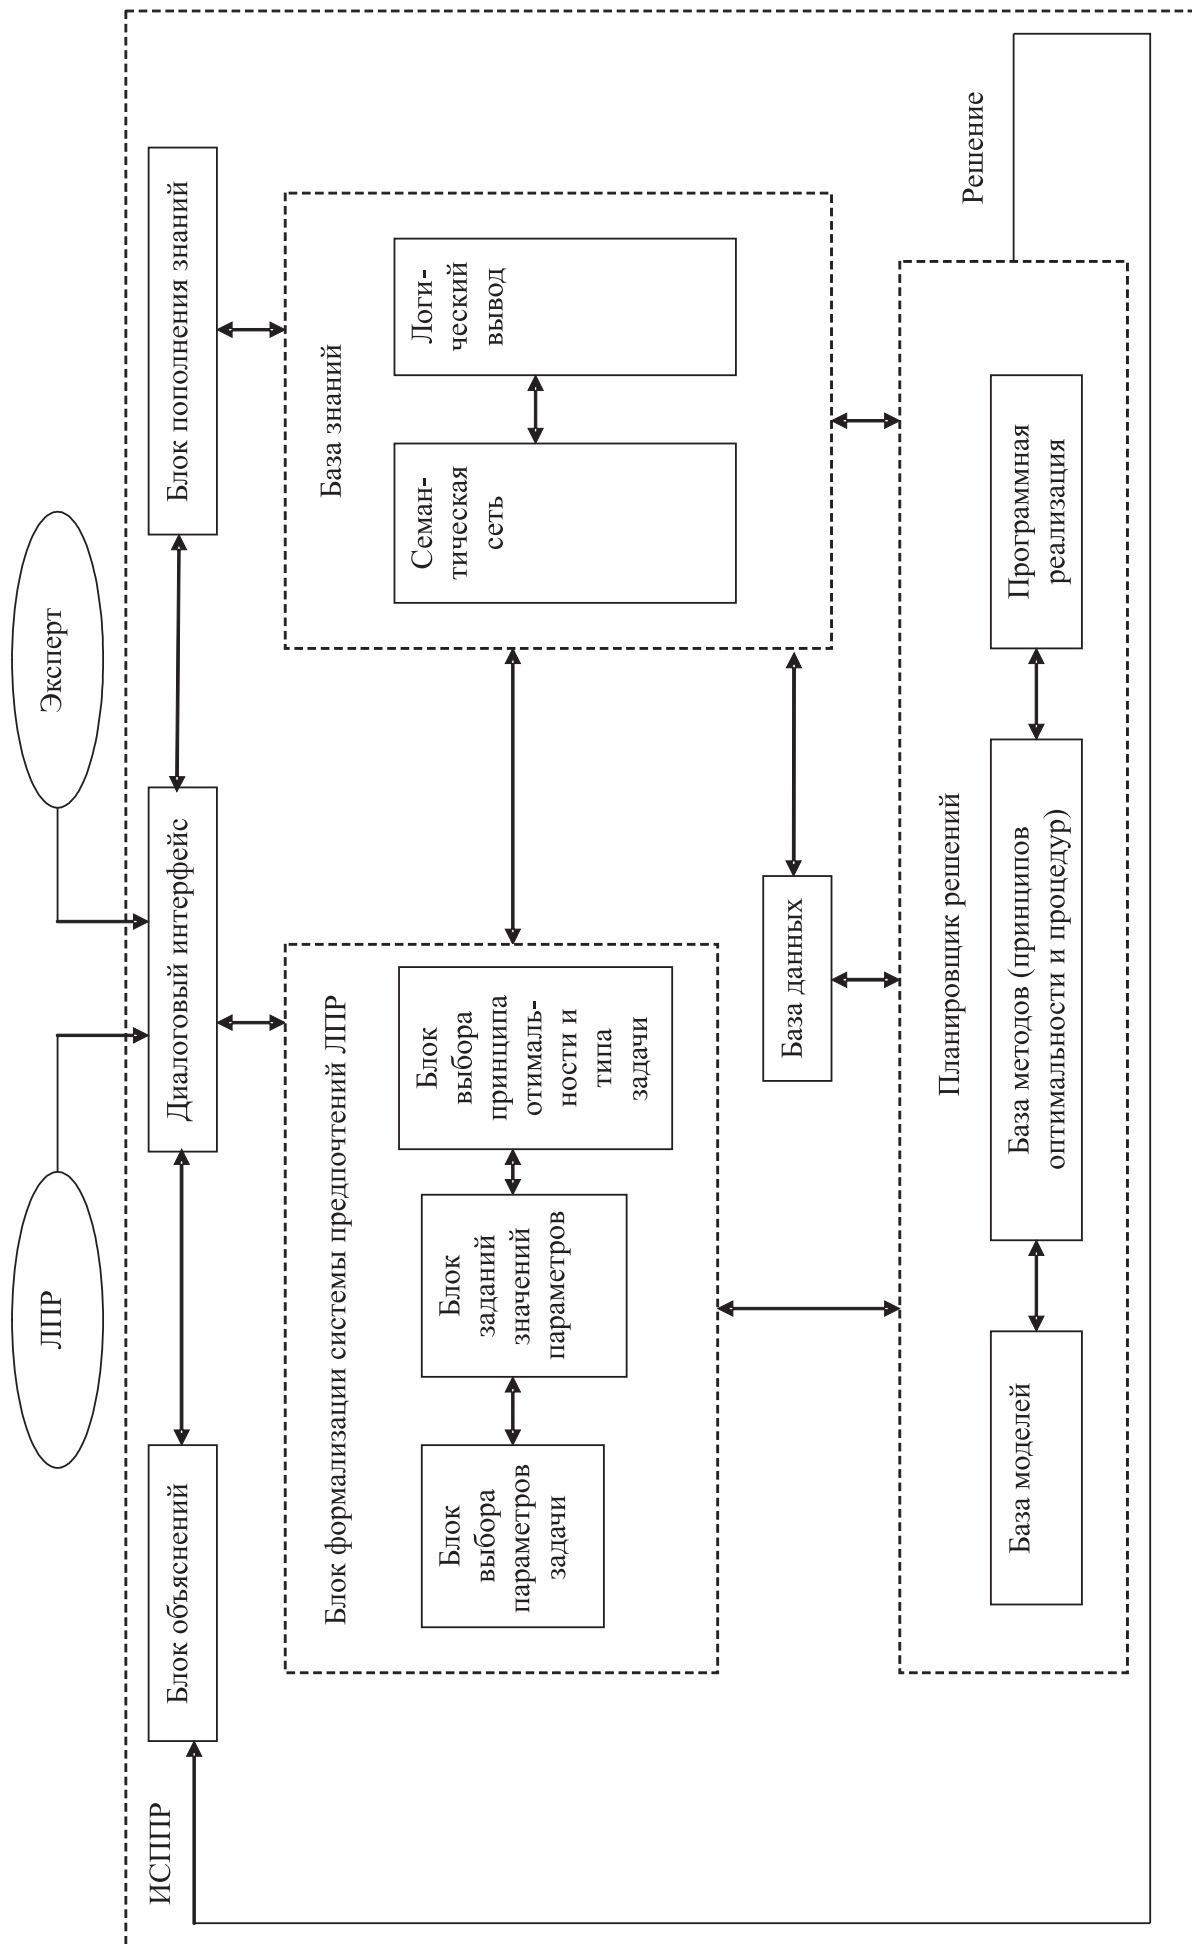 ЛПР
Эксперт
ИСППР
Блок объяснений
Диалоговый интерфейс
Блок пополнения знаний
Блок формализации системы предпочтений ЛПР
Блок
выбора
параметров
задачи
Блок
заданий
значений
параметров
Блок
выбора
принципа
отималь-
ности и
типа
задачи
База знаний
Семан-
тическая
сеть
Логи-
ческий
вывод
База данных
Планировщик решений
База моделей
База методов (принципов
оптимальности и процедур)
Программная
реализация
Решение